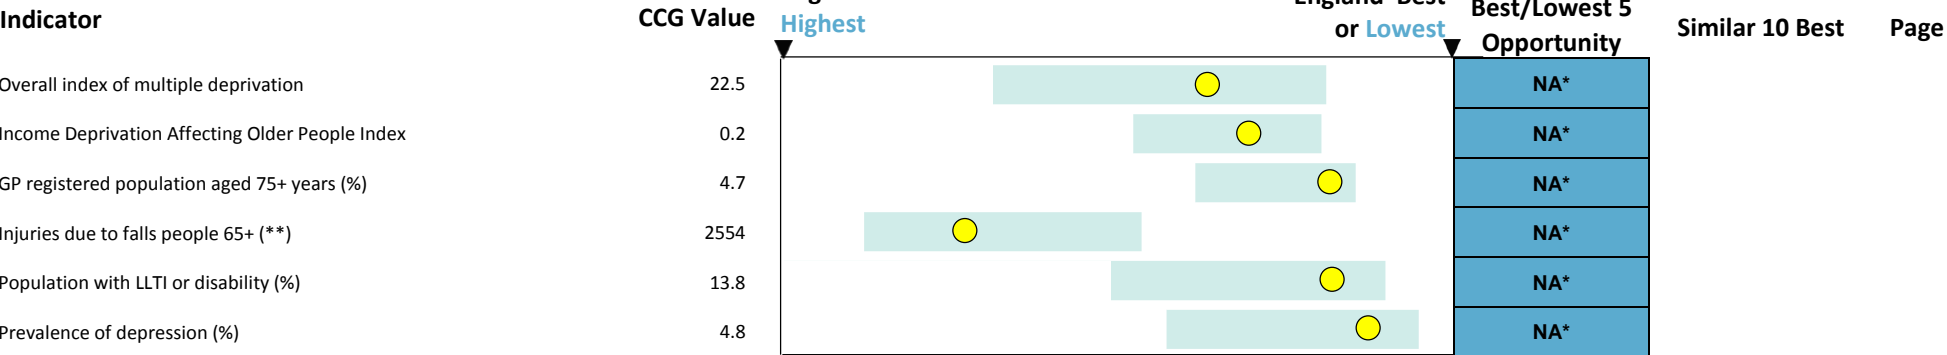 Indicator
CCG Value
Highest
England Best
or Lowest
Best/Lowest 5
Opportunity
Similar 10 Best
Page
Overall index of multiple deprivation 22.5 NA*
Income Deprivation Affecting Older People Index 0.2 NA*
GP registered population aged 75+ years (%) 4.7 NA*
Injuries due to falls people 65+ (**) 2554 NA*
Population with LLTI or disability (%) 13.8 NA*
Prevalence of depression (%) 4.8 NA*